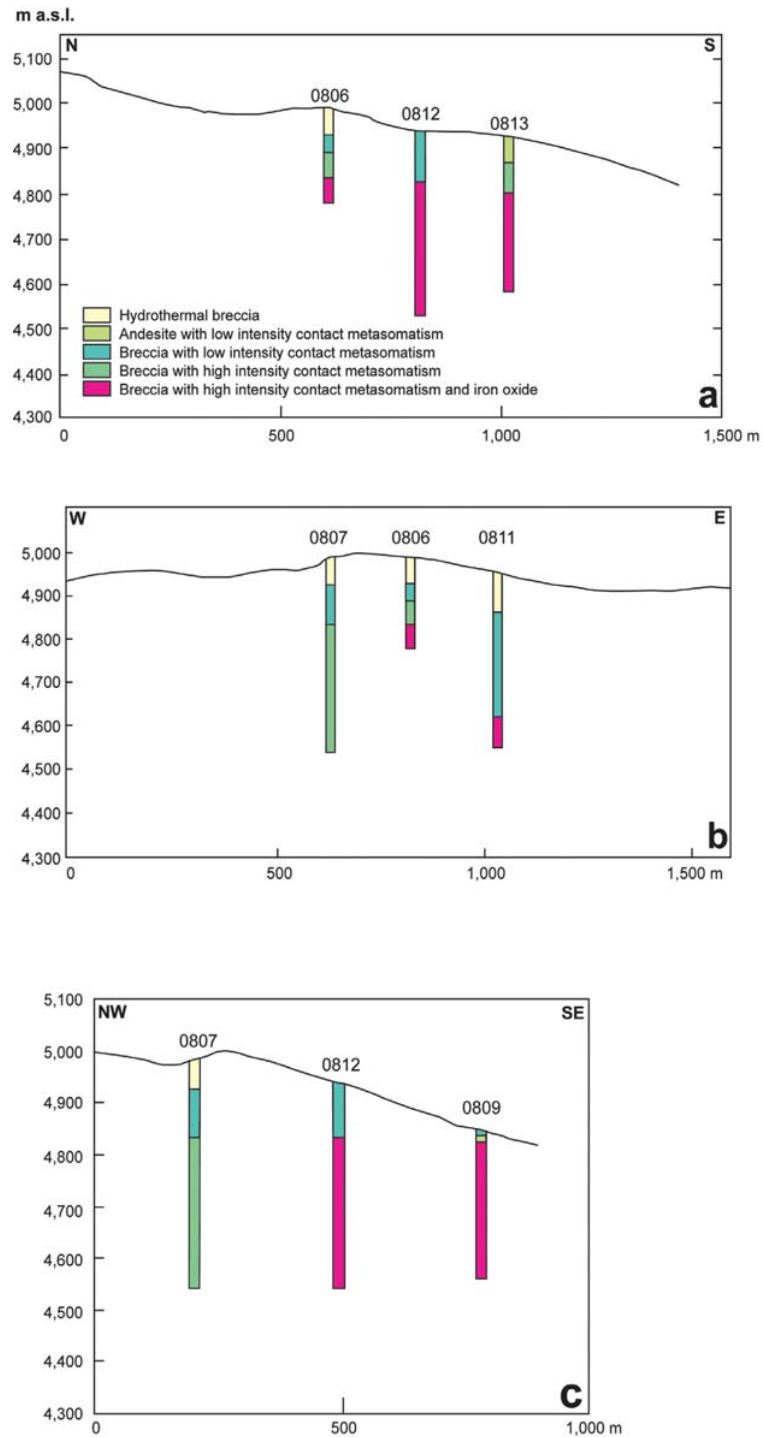 m a.s.l.
N S
5,100
5,000
4,900
4,800
4,700
4,600
4,500
4,400
4,300
0806
0812
0813
Hydrothermal breccia
Andesite with low intensity contact metasomatism
Breccia with low intensity contact metasomatism
Breccia with high intensity contact metasomatism
Breccia with high intensity contact metasomatism and iron oxide
a
0 500 1,000 1,500 m
W E
0807 0806 0811
5,000
4,900
4,800
4,700
4,600
4,500
4,400
4,300
b
0 500 1,000 1,500 m
5,100
NW SE
5,000
4,900
4,800
4,700
4,600
4,500
4,400
4,300
0807
0812
0809
c
0 500 1,000 m